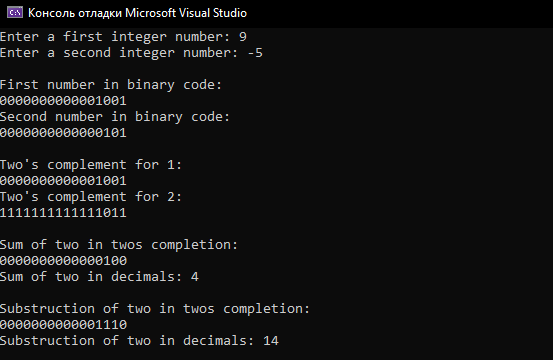 Консоль отладки Microsoft Visual Studio
Enter a first integer number: 9
Enter a second integer number: -5
First number in binary code:
0000000000001001
Second number in binary code:
0000000000000101
Two's complement for 1:
0000000000001001
Two's complement for 2:
1111111111111011
Sum of two in twos completion:
0000000000000100
Sum of two in decimals: 4
Substruction of two in twos completion:
0000000000001110
Substruction of two in decimals: 14